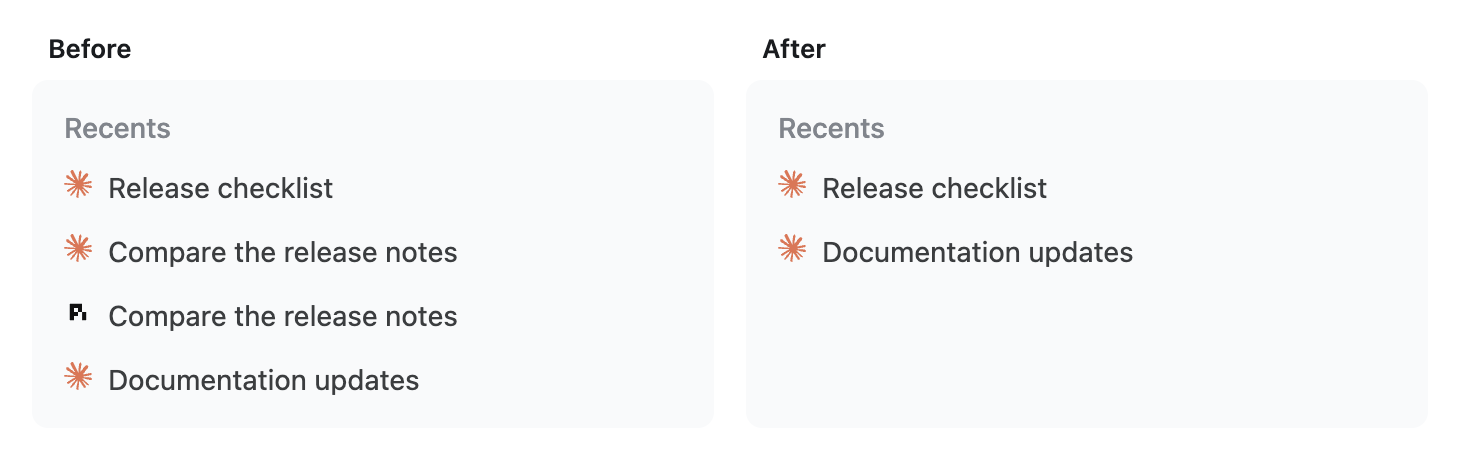 Before
Recents
Release checklist
Compare the release notes
Compare the release notes
Documentation updates
After
Recents
Release checklist
Documentation updates